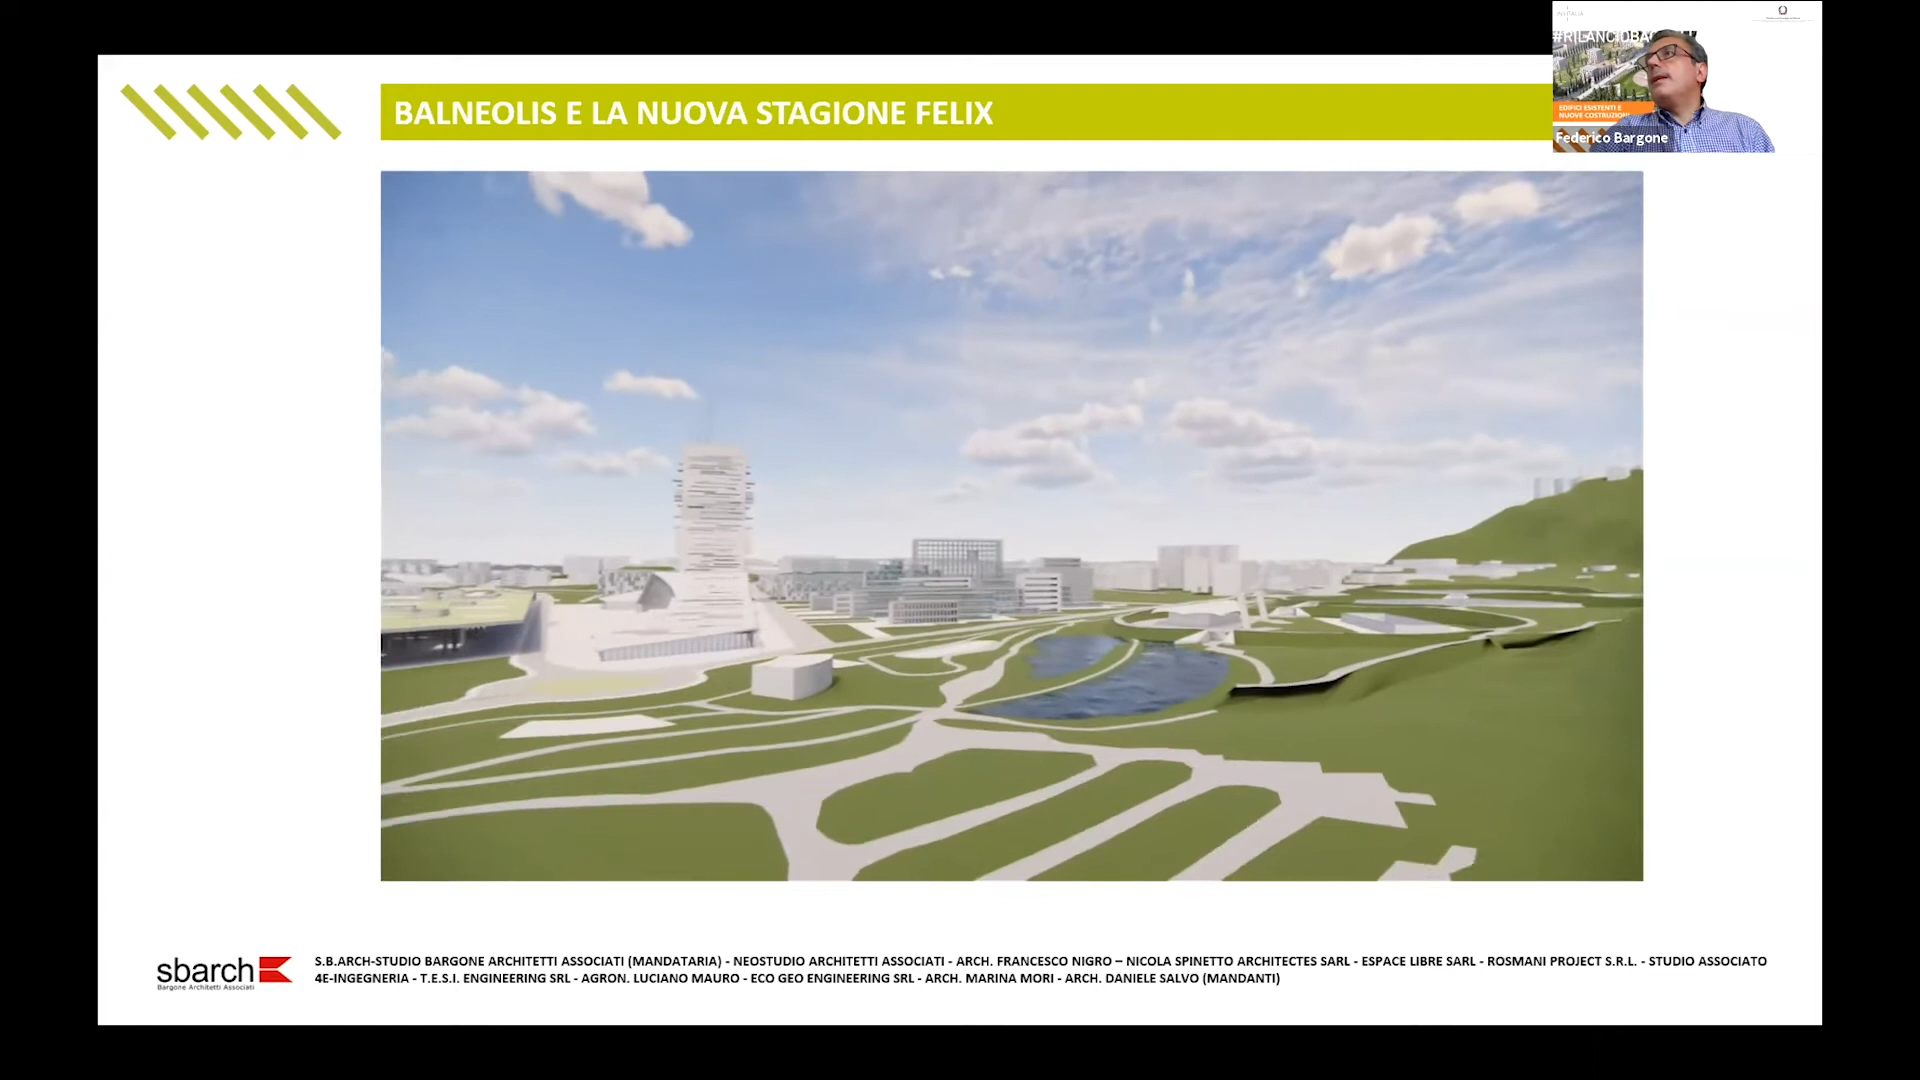 BALNEOLIS E LA NUOVA STAGIONE FELIX
INVITALIA
EDIFICI ESISTENTI E
NUOVE COSTRUZIONI
Federico Bargone
sbarch
Bargone Architetti Associati
S.B.ARCH-STUDIO BARGONE ARCHITETTI ASSOCIATI (MANDATARIA) - NEOSTUDIO ARCHITETTI ASSOCIATI - ARCH. FRANCESCO NIGRO – NICOLA SPINETTO ARCHITECTES SARL - ESPACE LIBRE SARL - ROSMANI PROJECT S.R.L. - STUDIO ASSOCIATO
4E-INGEGNERIA - T.E.S.I. ENGINEERING SRL - AGRON. LUCIANO MAURO - ECO GEO ENGINEERING SRL - ARCH. MARINA MORI - ARCH. DANIELE SALVO (MANDANTI)